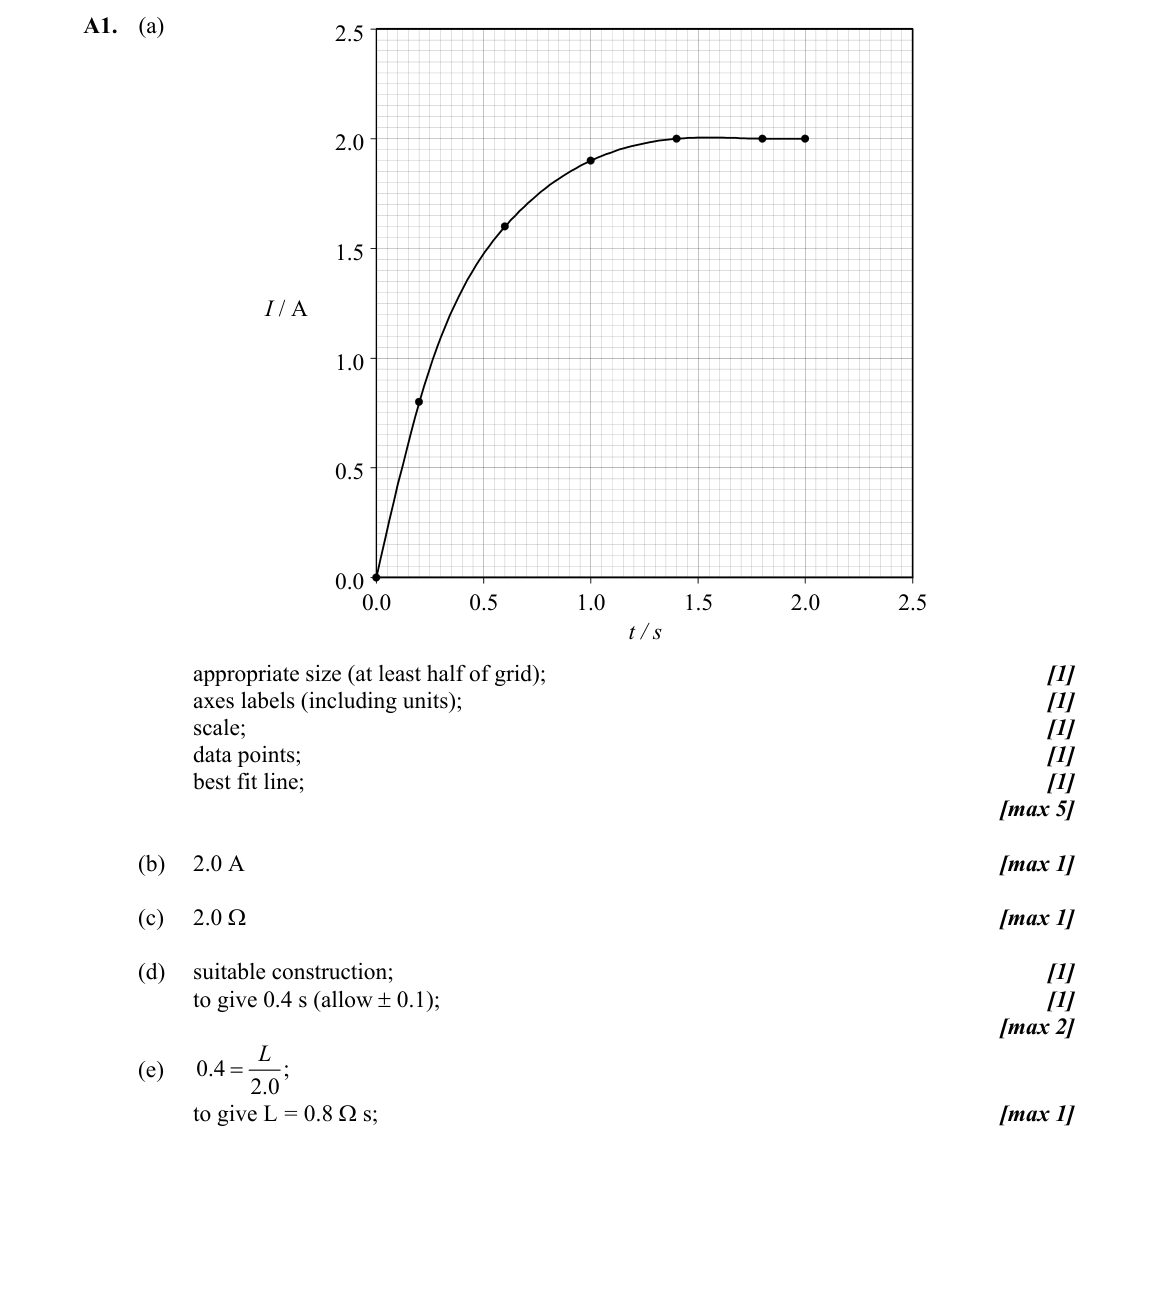 A1. (a)
2.5
2.0
1.5
I / A
1.0
0.5
0.0
0.0 0.5 1.0 1.5 2.0 2.5
t / s
appropriate size (at least half of grid); [1]
axes labels (including units); [1]
scale; [1]
data points; [1]
best fit line; [1]
[max 5]
(b) 2.0 A [max 1]
(c) 2.0 Ω [max 1]
(d) suitable construction; [1]
to give 0.4 s (allow ± 0.1); [1]
[max 2]
(e) 0.4 = L / 2.0 ;
to give L = 0.8 Ω s; [max 1]